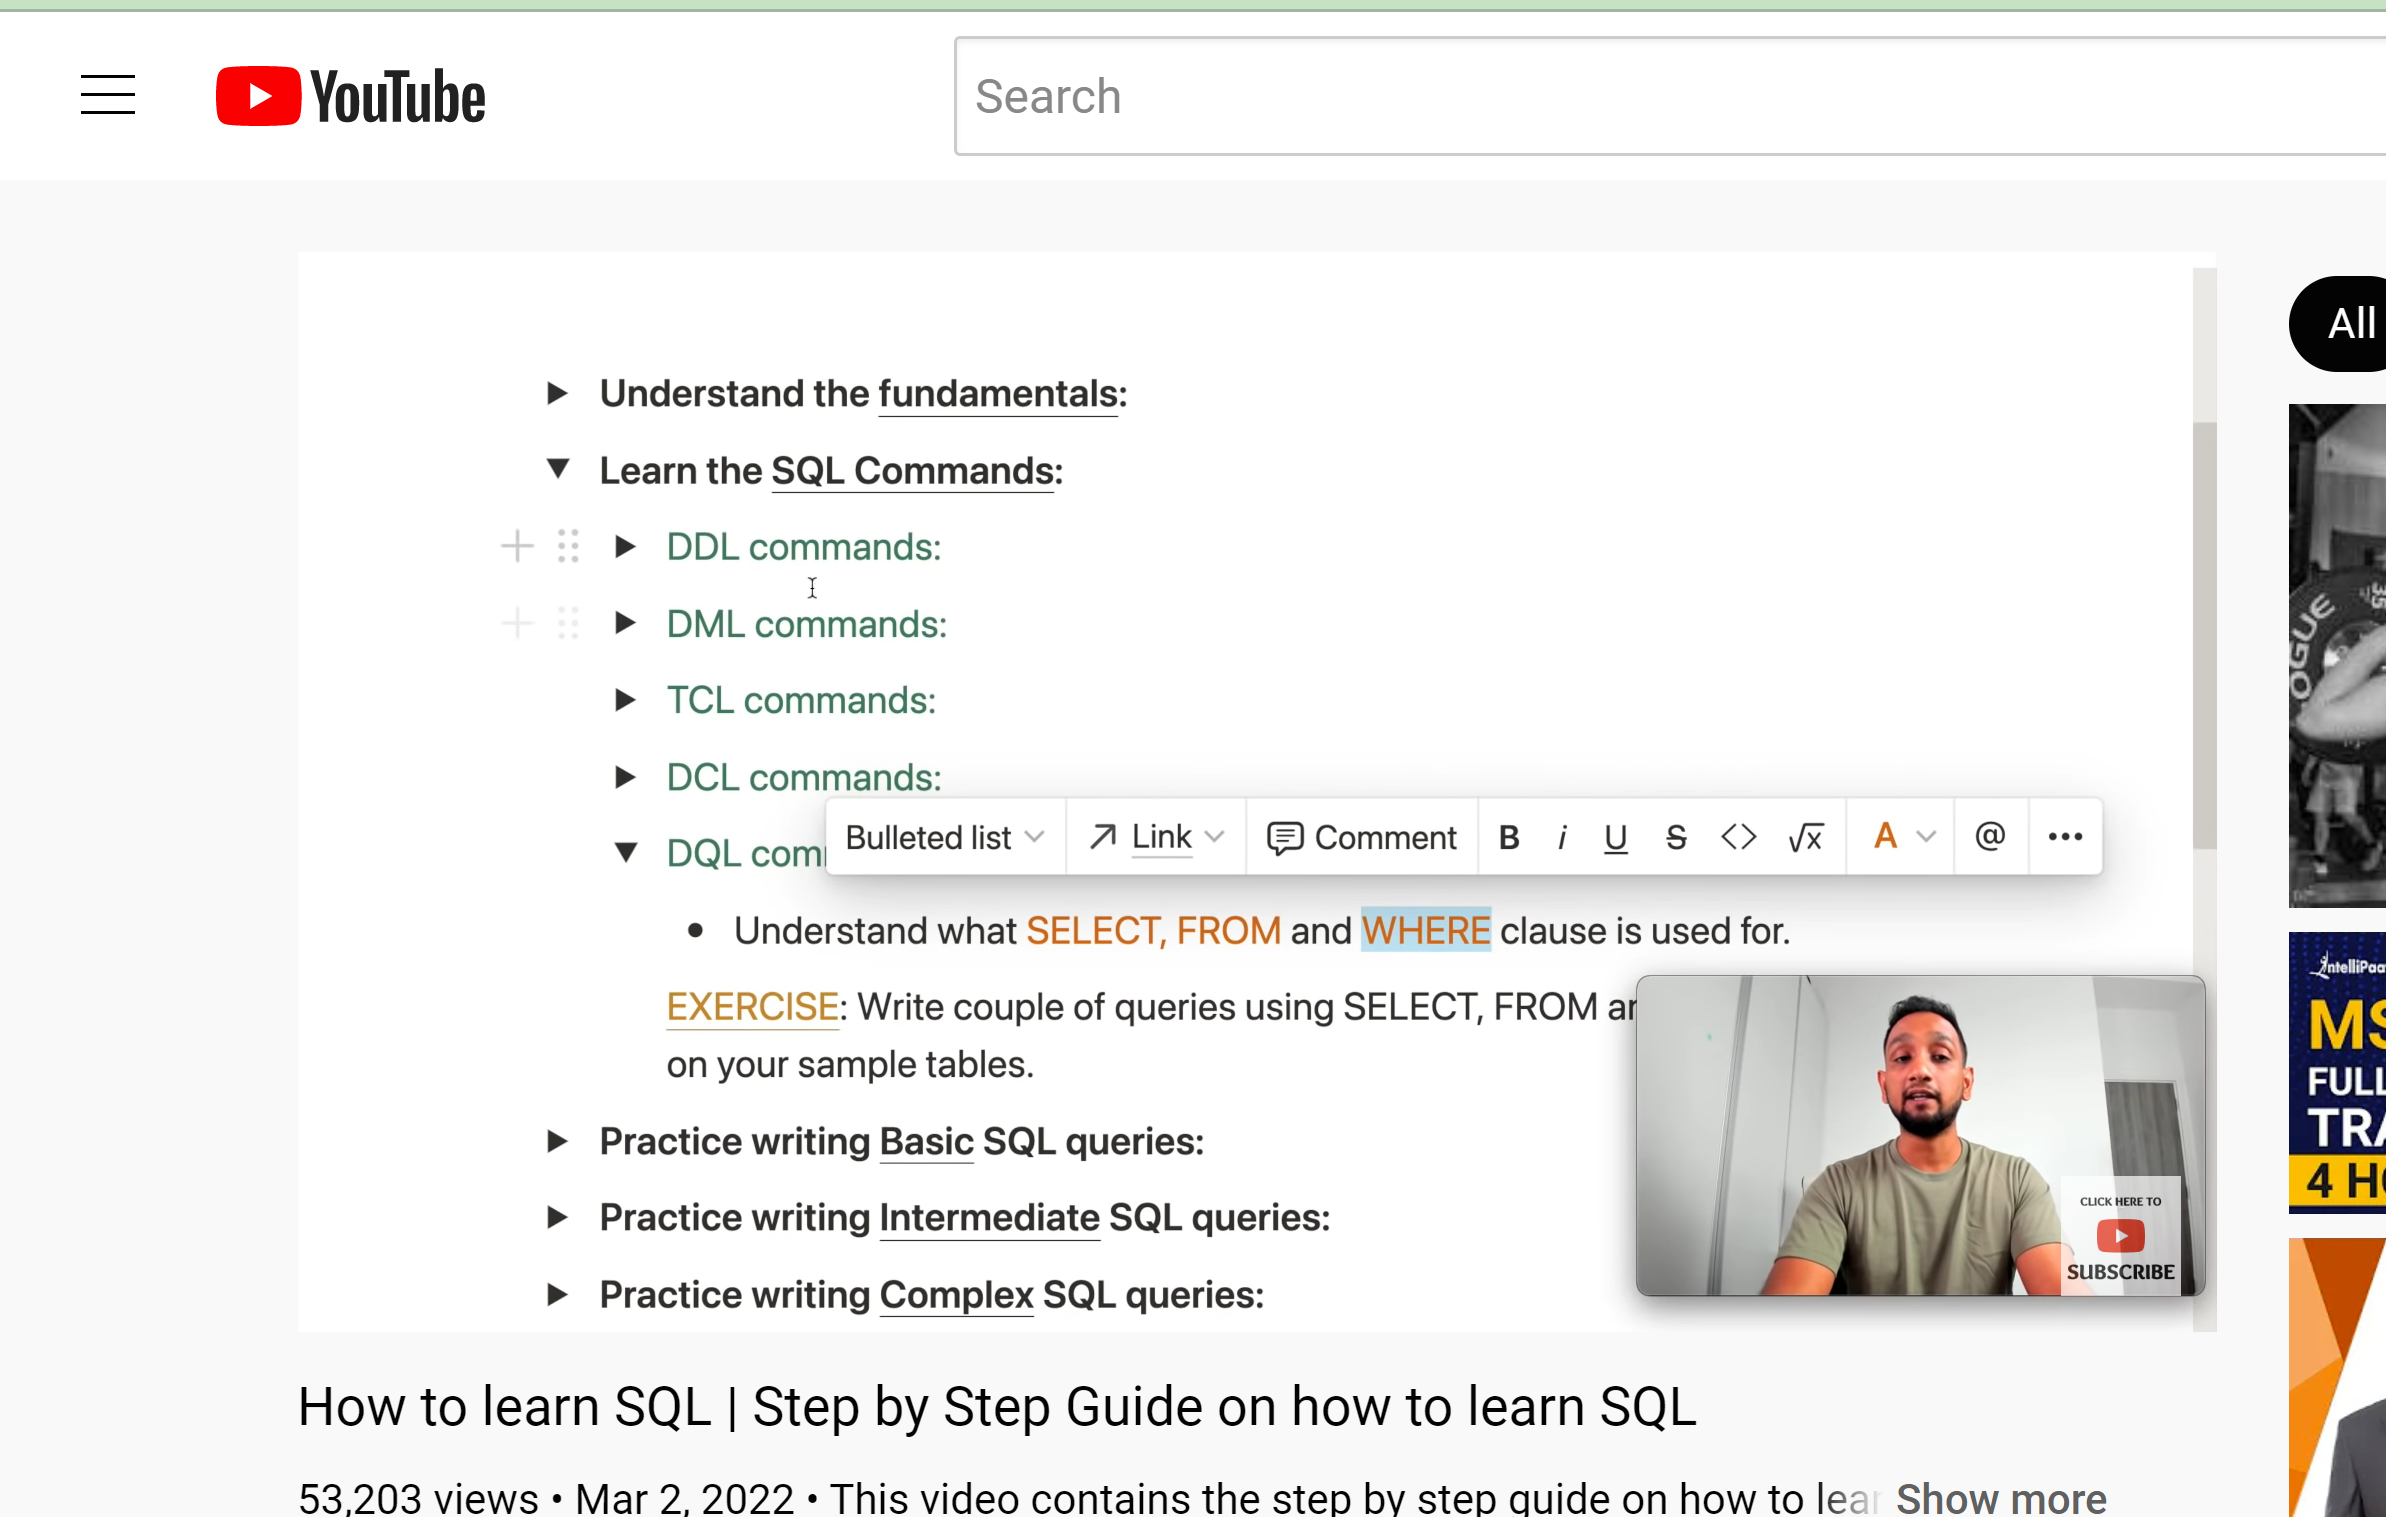 YouTube
Search
All
Understand the fundamentals:
Learn the SQL Commands:
DDL commands:
DML commands:
TCL commands:
DCL commands:
Bulleted list
Link
Comment
B i U S <> √x A @ •••
DQL
Understand what SELECT, FROM and WHERE clause is used for.
EXERCISE: Write couple of queries using SELECT, FROM
on your sample tables.
Practice writing Basic SQL queries:
Practice writing Intermediate SQL queries:
Practice writing Complex SQL queries:
CLICK HERE TO
SUBSCRIBE
How to learn SQL | Step by Step Guide on how to learn SQL
53,203 views • Mar 2, 2022 • This video contains the step by step guide on how to lear Show more
OGUE
IntelliPaa
MS
FULL
TRA
4 HO